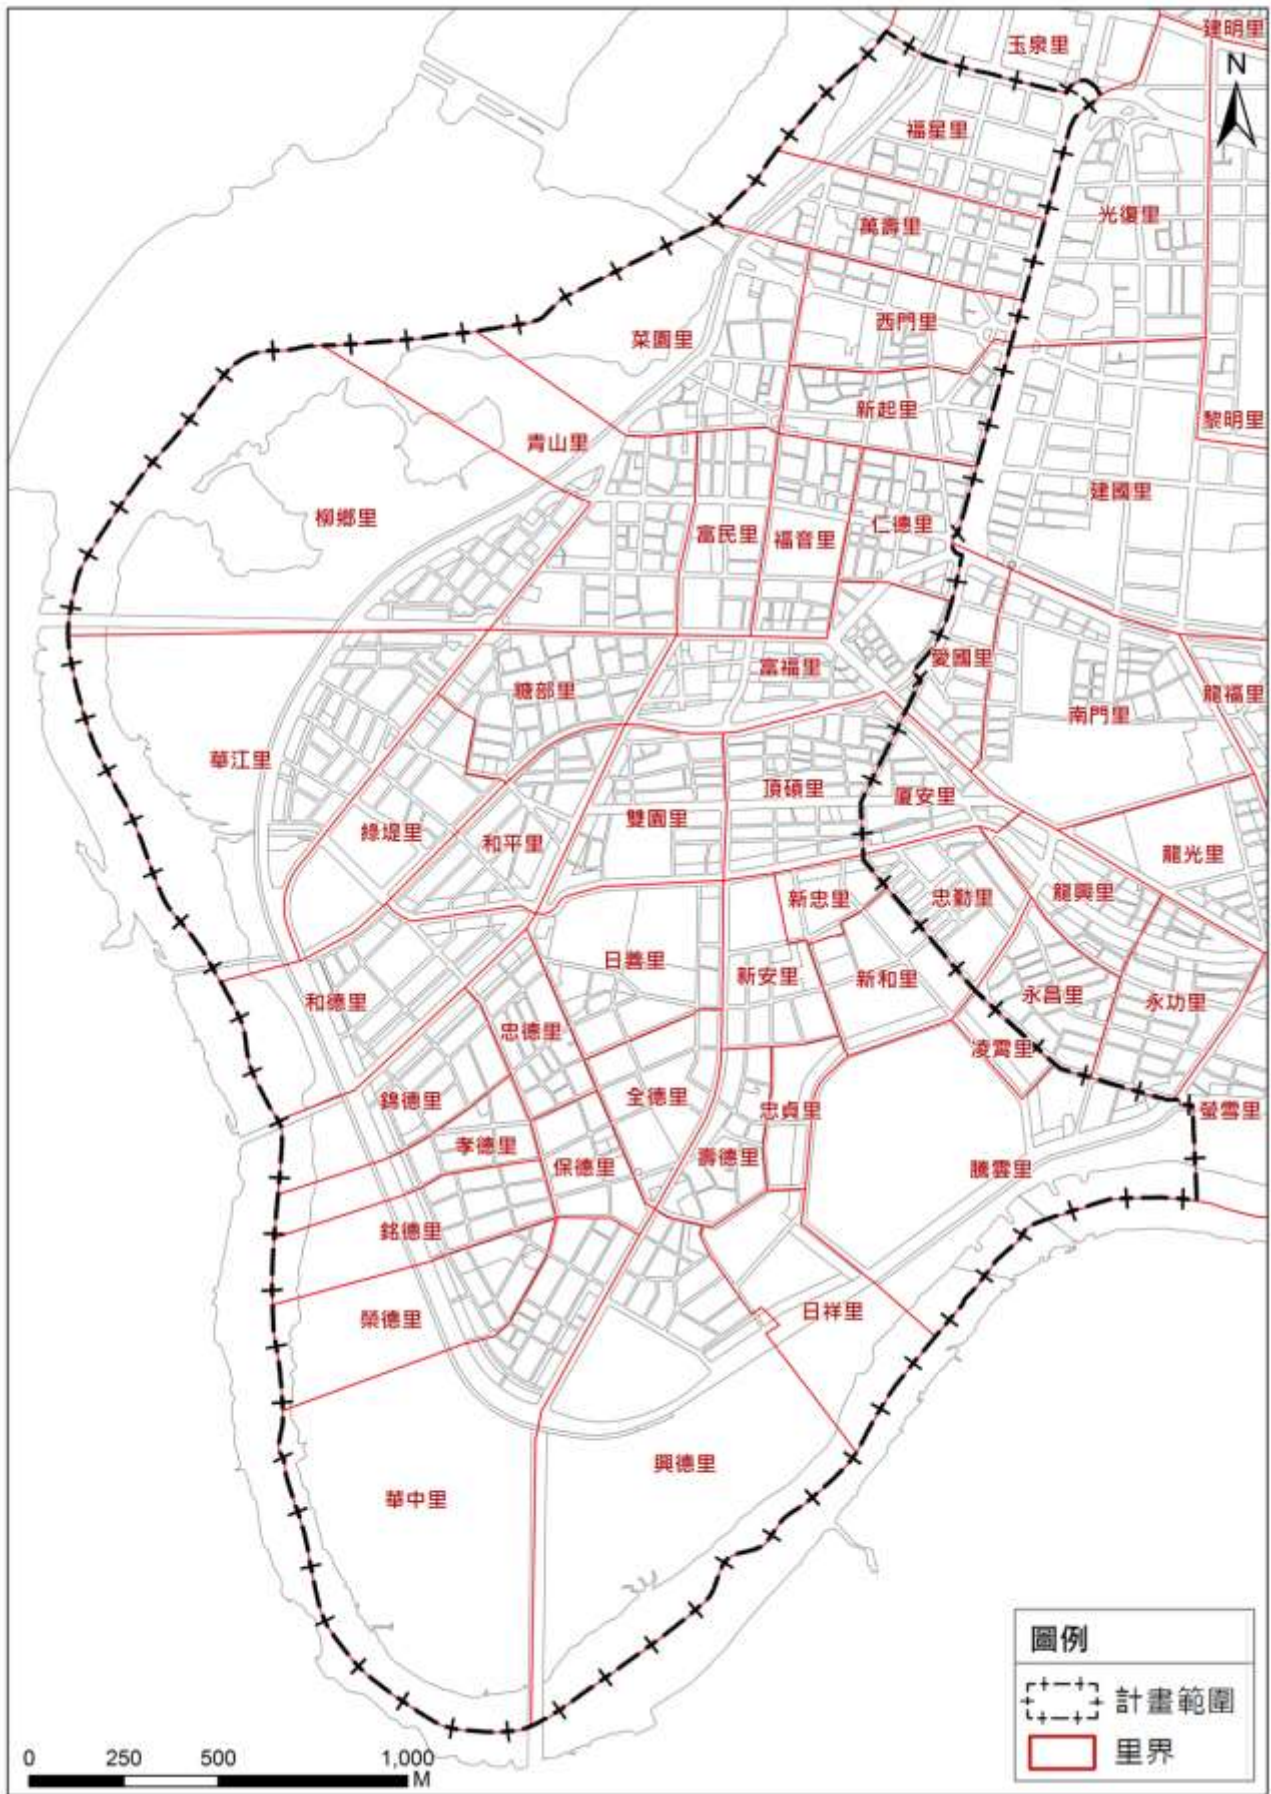 玉泉里
建明里
N
福星里
光復里
萬壽里
西門里
菜園里
新起里
黎明里
青山里
建國里
柳鄉里
仁德里
富民里
福音里
愛國里
富福里
糖部里
龍福里
南門里
華江里
頂碩里
廈安里
雙園里
綠堤里
和平里
龍光里
新忠里
忠勤里
龍興里
日善里
新安里
新和里
永昌里
永功里
和德里
忠德里
凌霄里
錦德里
全德里
忠貞里
螢雪里
孝德里
保德里
壽德里
騰雲里
銘德里
榮德里
日祥里
興德里
華中里
圖例
計畫範圍
里界
0 250 500 1,000
M